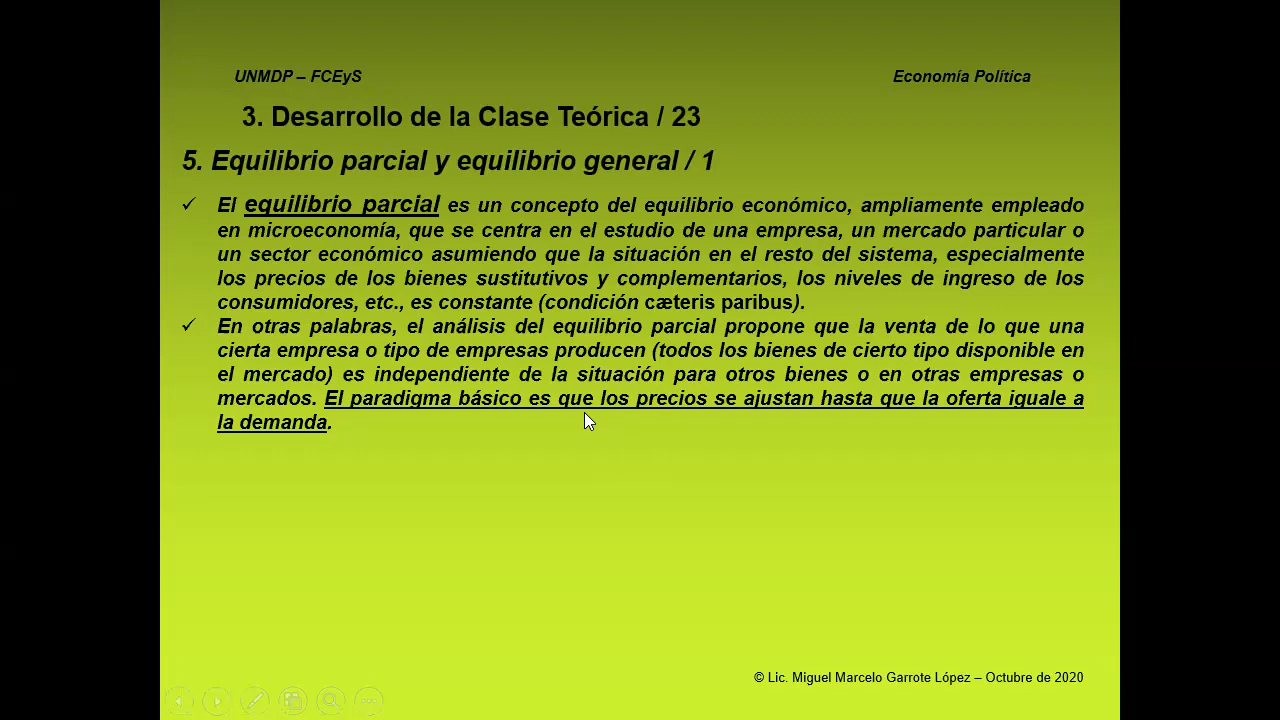 UNMDP – FCEyS
Economía Política
3. Desarrollo de la Clase Teórica / 23
5. Equilibrio parcial y equilibrio general / 1
✓ El equilibrio parcial es un concepto del equilibrio económico, ampliamente empleado
en microeconomía, que se centra en el estudio de una empresa, un mercado particular o
un sector económico asumiendo que la situación en el resto del sistema, especialmente
los precios de los bienes sustitutivos y complementarios, los niveles de ingreso de los
consumidores, etc., es constante (condición cæteris paribus).
✓ En otras palabras, el análisis del equilibrio parcial propone que la venta de lo que una
cierta empresa o tipo de empresas producen (todos los bienes de cierto tipo disponible en
el mercado) es independiente de la situación para otros bienes o en otras empresas o
mercados. El paradigma básico es que los precios se ajustan hasta que la oferta iguale a
la demanda.
© Lic. Miguel Marcelo Garrote López – Octubre de 2020